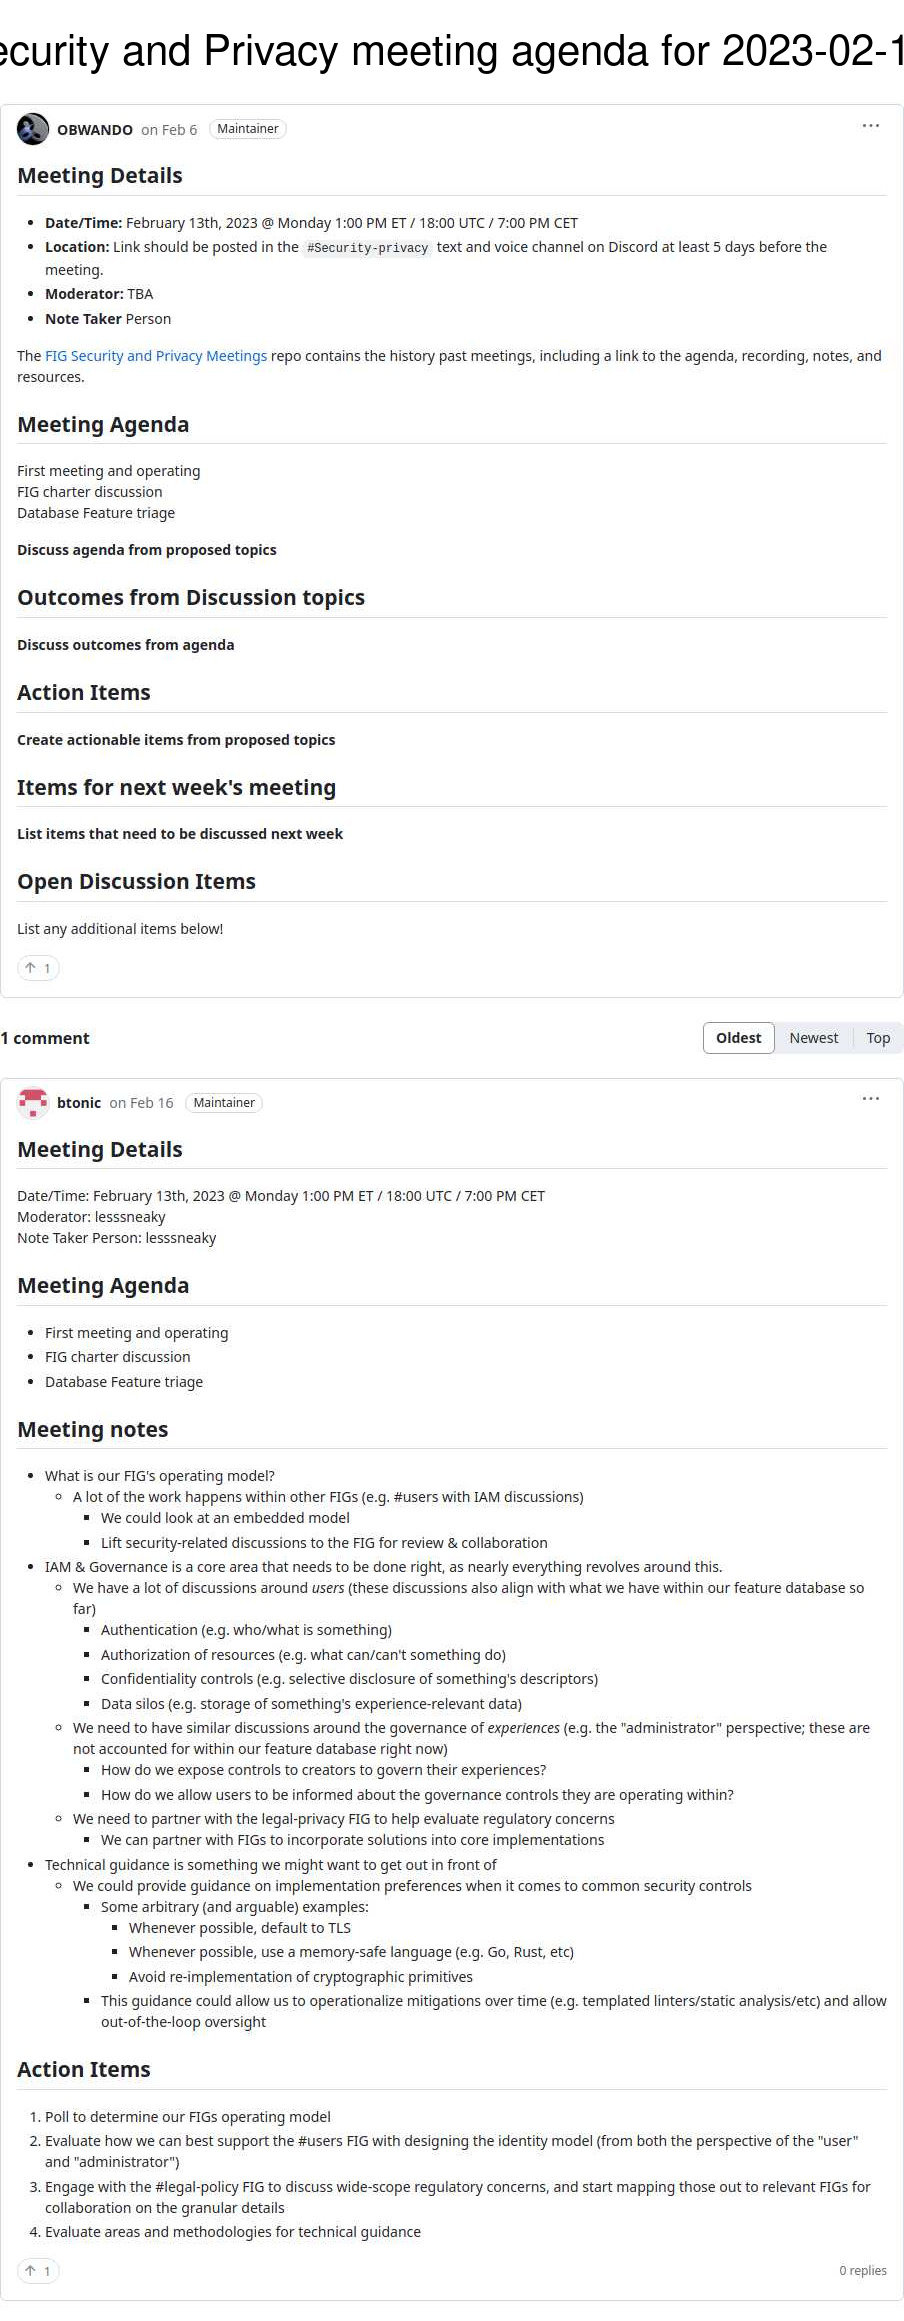 ecurity and Privacy meeting agenda for 2023-02-1
OBWANDO on Feb 6 Maintainer
Meeting Details
Date/Time: February 13th, 2023 @ Monday 1:00 PM ET / 18:00 UTC / 7:00 PM CET
Location: Link should be posted in the #Security-privacy text and voice channel on Discord at least 5 days before the
meeting.
Moderator: TBA
Note Taker Person
The FIG Security and Privacy Meetings repo contains the history past meetings, including a link to the agenda, recording, notes, and
resources.
Meeting Agenda
First meeting and operating
FIG charter discussion
Database Feature triage
Discuss agenda from proposed topics
Outcomes from Discussion topics
Discuss outcomes from agenda
Action Items
Create actionable items from proposed topics
Items for next week's meeting
List items that need to be discussed next week
Open Discussion Items
List any additional items below!
↑ 1
1 comment
Oldest Newest Top
btonic on Feb 16 Maintainer
Meeting Details
Date/Time: February 13th, 2023 @ Monday 1:00 PM ET / 18:00 UTC / 7:00 PM CET
Moderator: lesssneaky
Note Taker Person: lesssneaky
Meeting Agenda
First meeting and operating
FIG charter discussion
Database Feature triage
Meeting notes
What is our FIG's operating model?
A lot of the work happens within other FIGs (e.g. #users with IAM discussions)
We could look at an embedded model
Lift security-related discussions to the FIG for review & collaboration
IAM & Governance is a core area that needs to be done right, as nearly everything revolves around this.
We have a lot of discussions around users (these discussions also align with what we have within our feature database so
far)
Authentication (e.g. who/what is something)
Authorization of resources (e.g. what can/can't something do)
Confidentiality controls (e.g. selective disclosure of something's descriptors)
Data silos (e.g. storage of something's experience-relevant data)
We need to have similar discussions around the governance of experiences (e.g. the "administrator" perspective; these are
not accounted for within our feature database right now)
How do we expose controls to creators to govern their experiences?
How do we allow users to be informed about the governance controls they are operating within?
We need to partner with the legal-privacy FIG to help evaluate regulatory concerns
We can partner with FIGs to incorporate solutions into core implementations
Technical guidance is something we might want to get out in front of
We could provide guidance on implementation preferences when it comes to common security controls
Some arbitrary (and arguable) examples:
Whenever possible, default to TLS
Whenever possible, use a memory-safe language (e.g. Go, Rust, etc)
Avoid re-implementation of cryptographic primitives
This guidance could allow us to operationalize mitigations over time (e.g. templated linters/static analysis/etc) and allow
out-of-the-loop oversight
Action Items
1. Poll to determine our FIGs operating model
2. Evaluate how we can best support the #users FIG with designing the identity model (from both the perspective of the "user"
and "administrator")
3. Engage with the #legal-policy FIG to discuss wide-scope regulatory concerns, and start mapping those out to relevant FIGs for
collaboration on the granular details
4. Evaluate areas and methodologies for technical guidance
↑ 1
0 replies